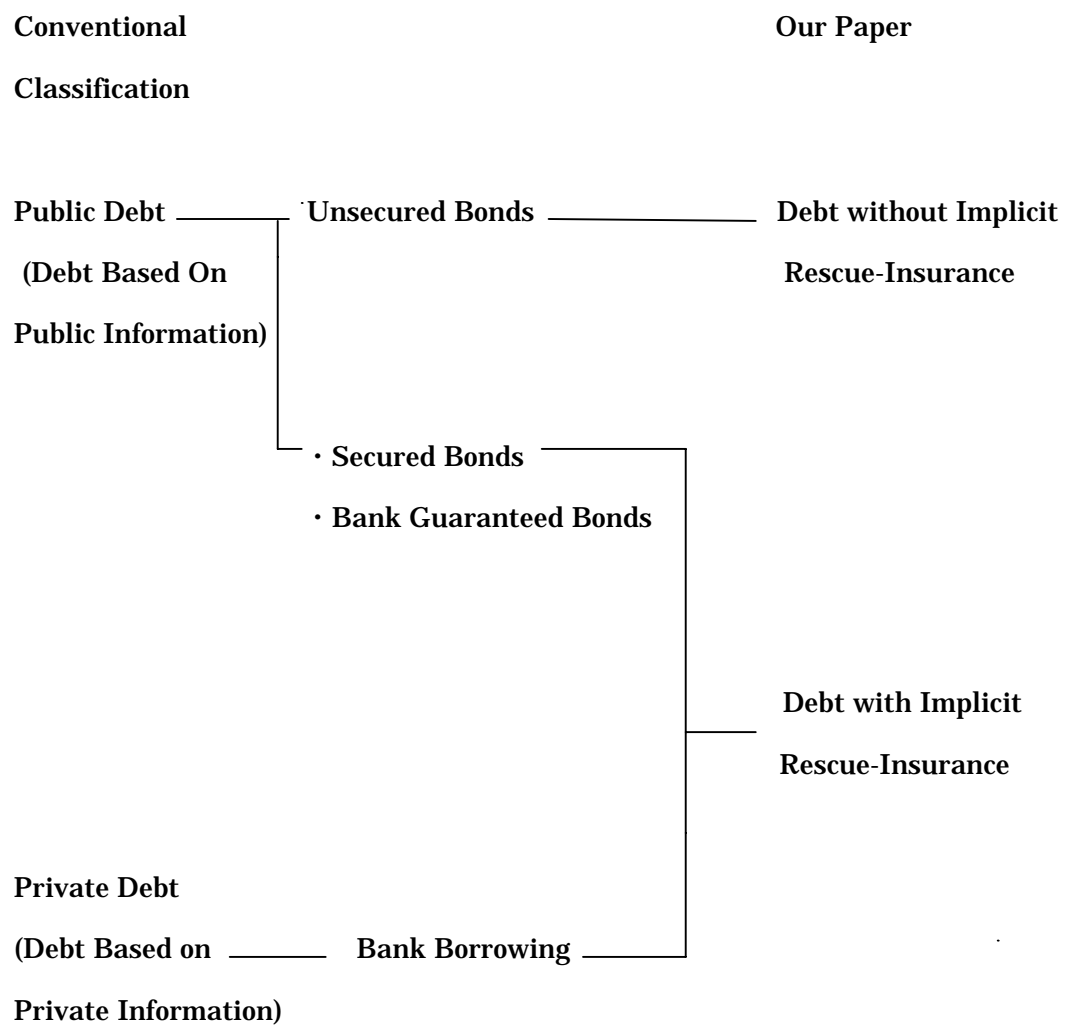 Conventional Our Paper
Classification
Public Debt Unsecured Bonds Debt without Implicit
(Debt Based On Rescue-Insurance
Public Information)
・Secured Bonds
・Bank Guaranteed Bonds
Debt with Implicit
Rescue-Insurance
Private Debt
(Debt Based on Bank Borrowing
Private Information)